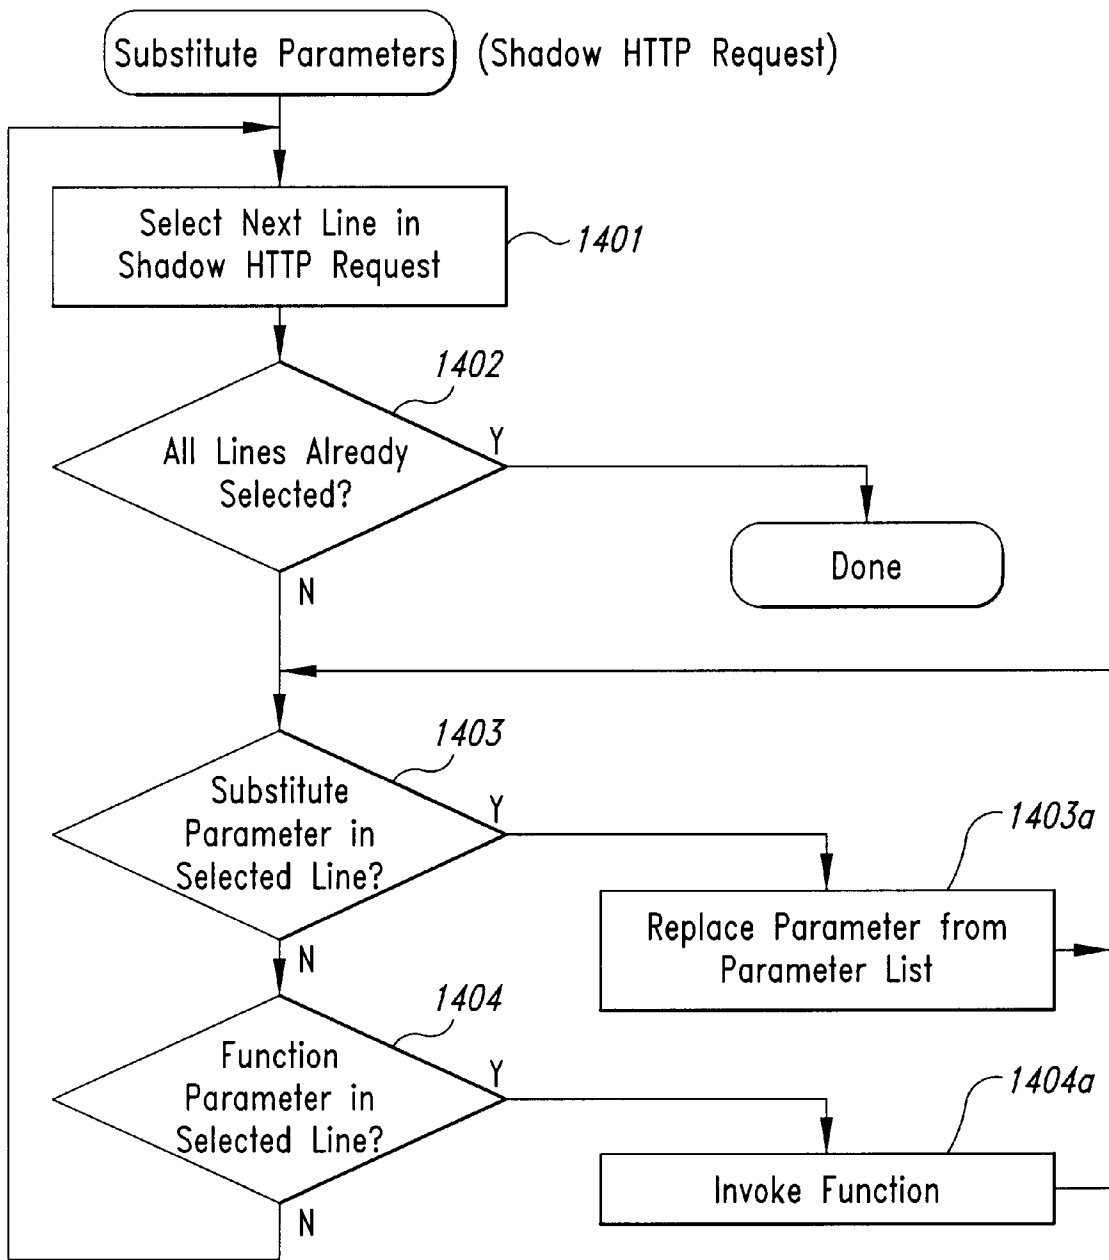 Substitute Parameters (Shadow HTTP Request)
Select Next Line in
Shadow HTTP Request
1401
1402
All Lines Already
Selected?
Y
N
Done
1403
Substitute
Parameter in
Selected Line?
Y
N
1403a
Replace Parameter from
Parameter List
1404
Function
Parameter in
Selected Line?
Y
N
1404a
Invoke Function